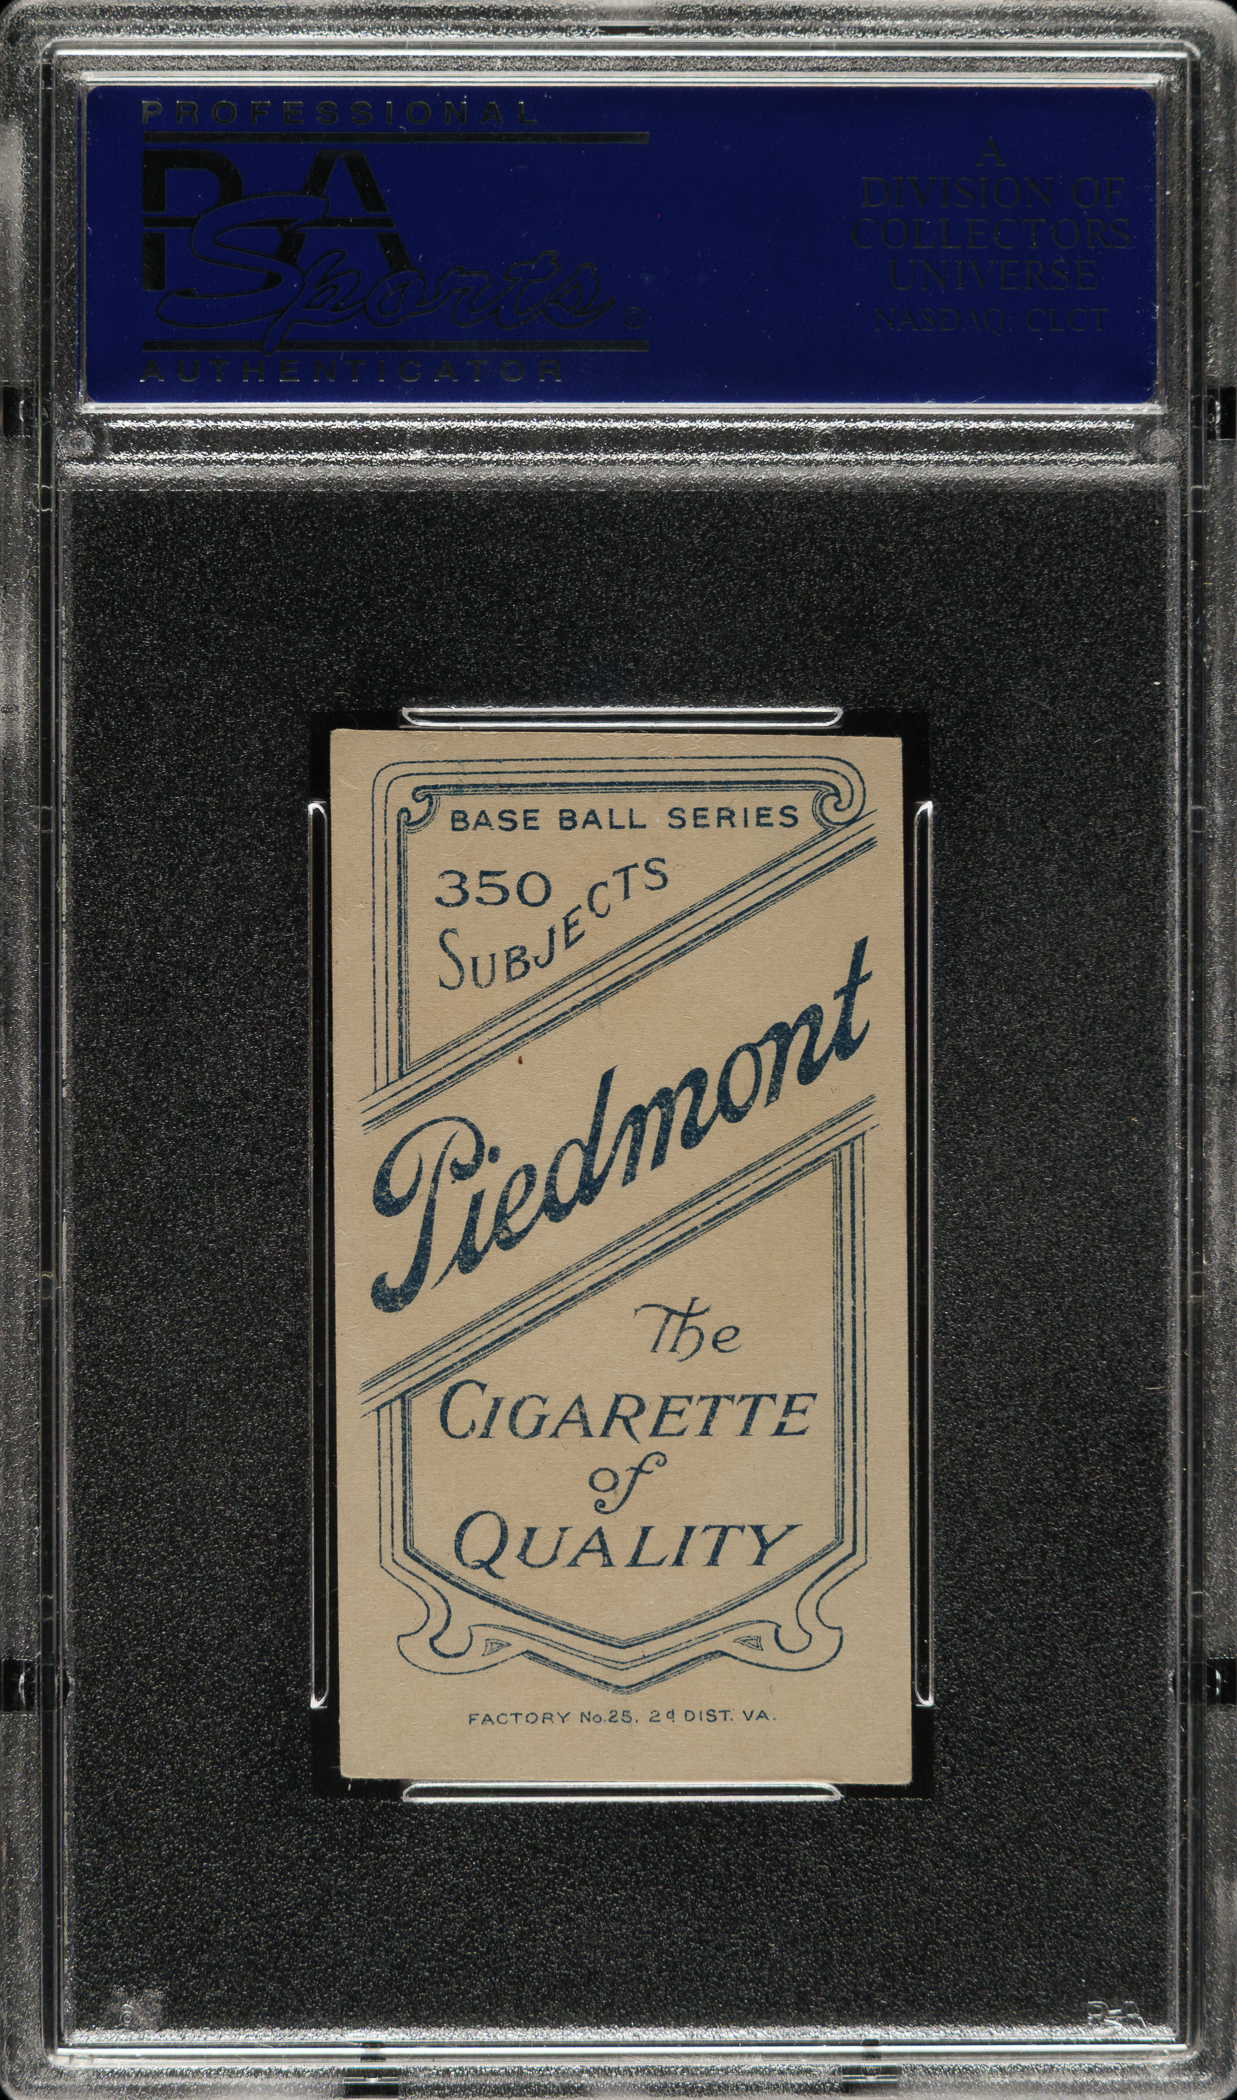 PROFESSIONAL
PSA
Sports®
AUTHENTICATOR
A
DIVISION OF
COLLECTORS
UNIVERSE
NASDAQ: CLCT
BASE BALL SERIES
350
SUBJECTS
Piedmont
The
CIGARETTE
of
QUALITY
FACTORY No. 25, 2d DIST. VA.
PSA